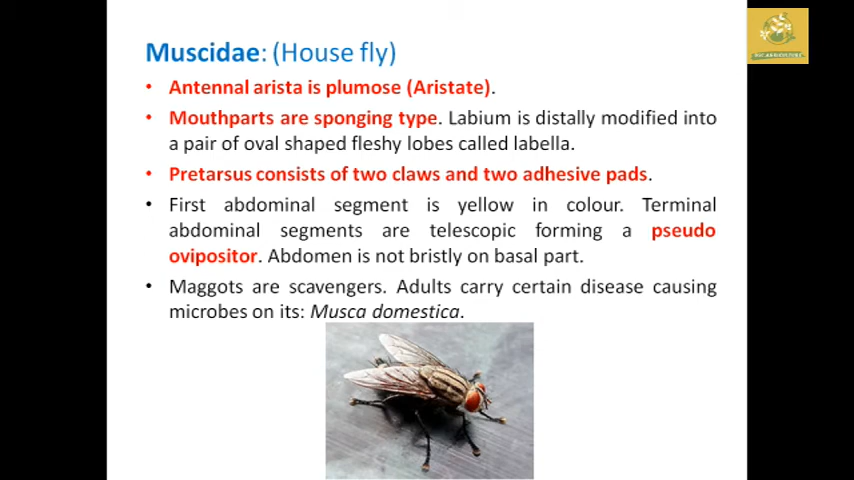 Muscidae: (House fly)
• Antennal arista is plumose (Aristate).
• Mouthparts are sponging type. Labium is distally modified into
a pair of oval shaped fleshy lobes called labella.
• Pretarsus consists of two claws and two adhesive pads.
• First abdominal segment is yellow in colour. Terminal
abdominal segments are telescopic forming a pseudo
ovipositor. Abdomen is not bristly on basal part.
• Maggots are scavengers. Adults carry certain disease causing
microbes on its: Musca domestica.